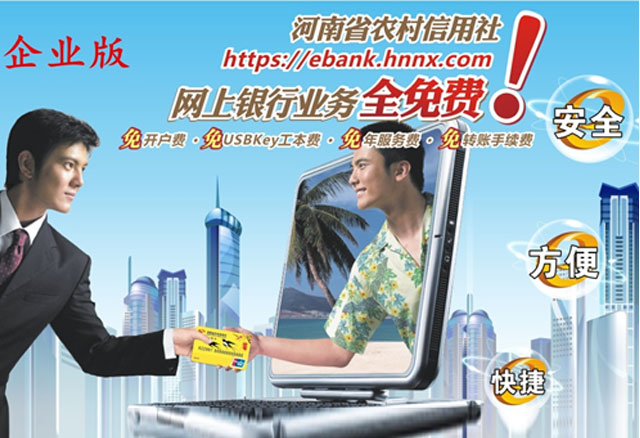 企业版
河南省农村信用社
https://ebank.hnnx.com
网上银行业务全免费！
免开户费·免USBKey工本费·免年服务费·免转账手续费
安全
方便
快捷